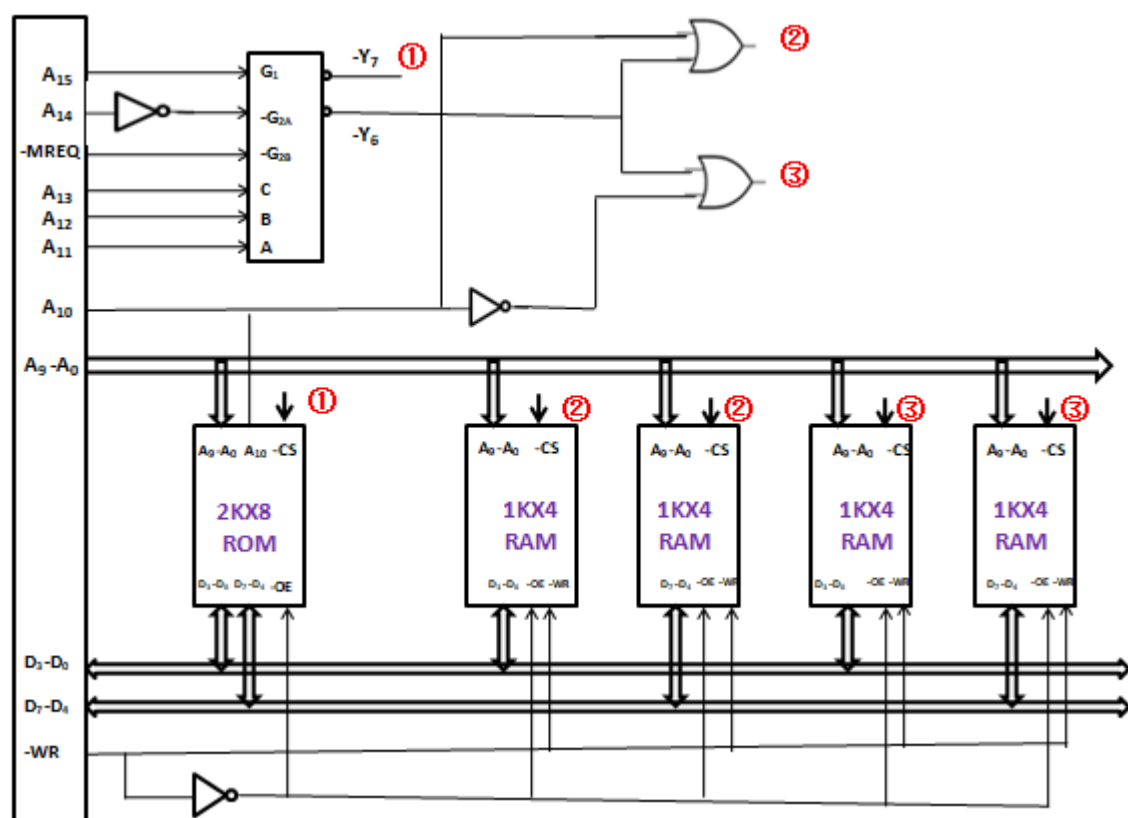 A15
A14
-MREQ
A13
A12
A11
A10
A9-A0
G1
-G2A
-G2B
C
B
A
-Y7 ①
-Y6
②
③
① ② ② ③ ③
A9-A0 A10 -CS
2KX8
ROM
D3-D0 D7-D4 -OE
A9-A0 -CS
1KX4
RAM
D3-D0 -OE -WR
A9-A0 -CS
1KX4
RAM
D7-D4 -OE -WR
A9-A0 -CS
1KX4
RAM
D3-D0 -OE -WR
A9-A0 -CS
1KX4
RAM
D7-D4 -OE -WR
D3-D0
D7-D4
-WR